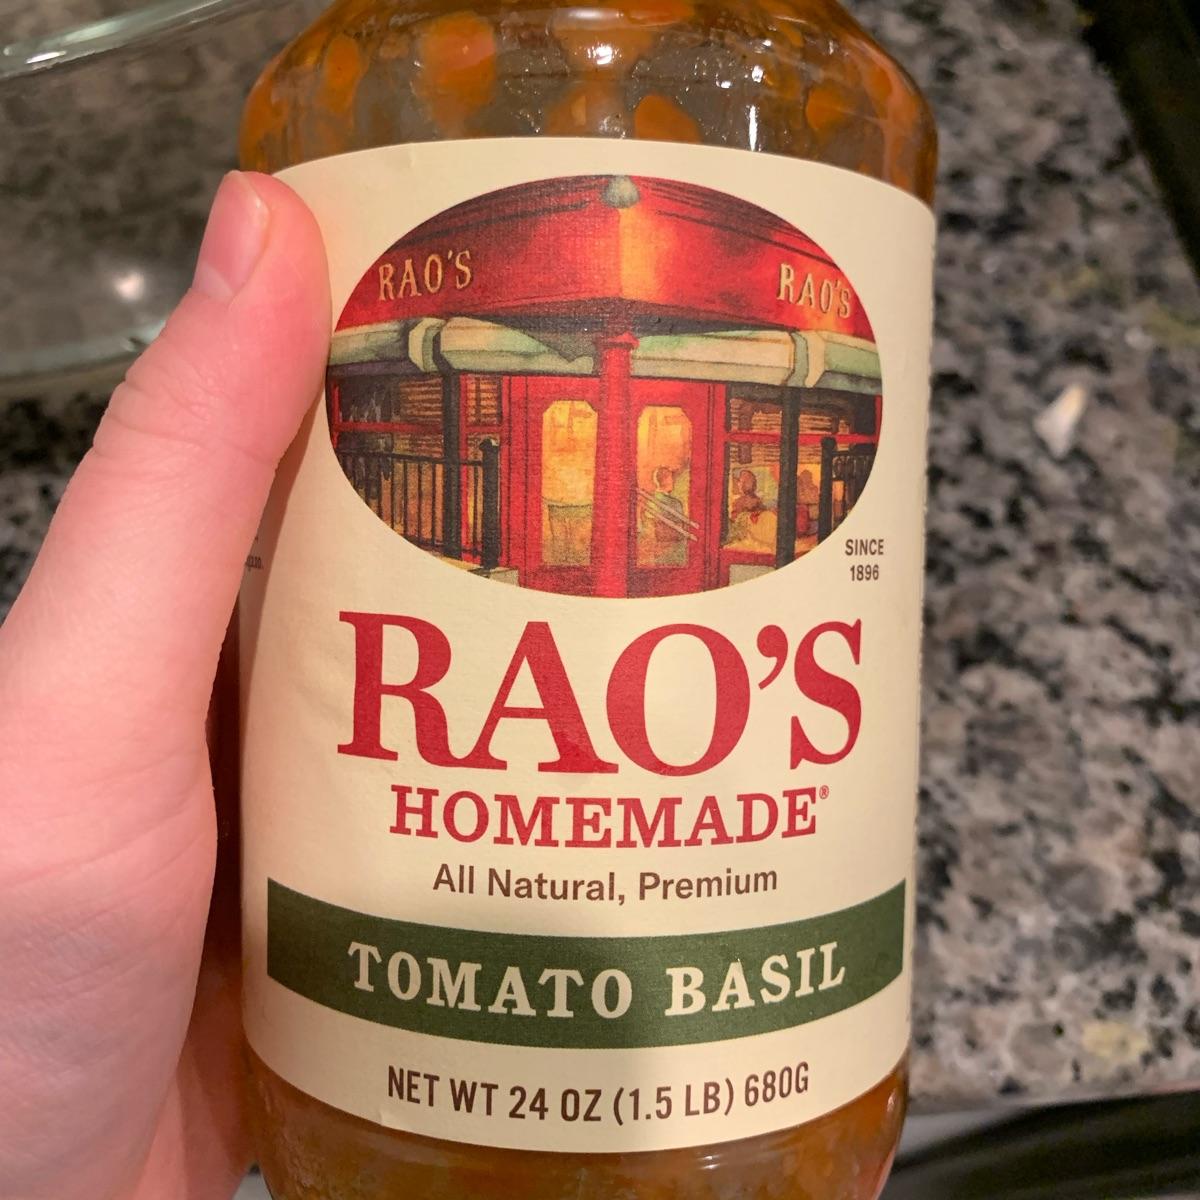 RAO'S
RAO'S
SINCE
1896
RAO'S
HOMEMADE®
All Natural, Premium
TOMATO BASIL
NET WT 24 OZ (1.5 LB) 680G